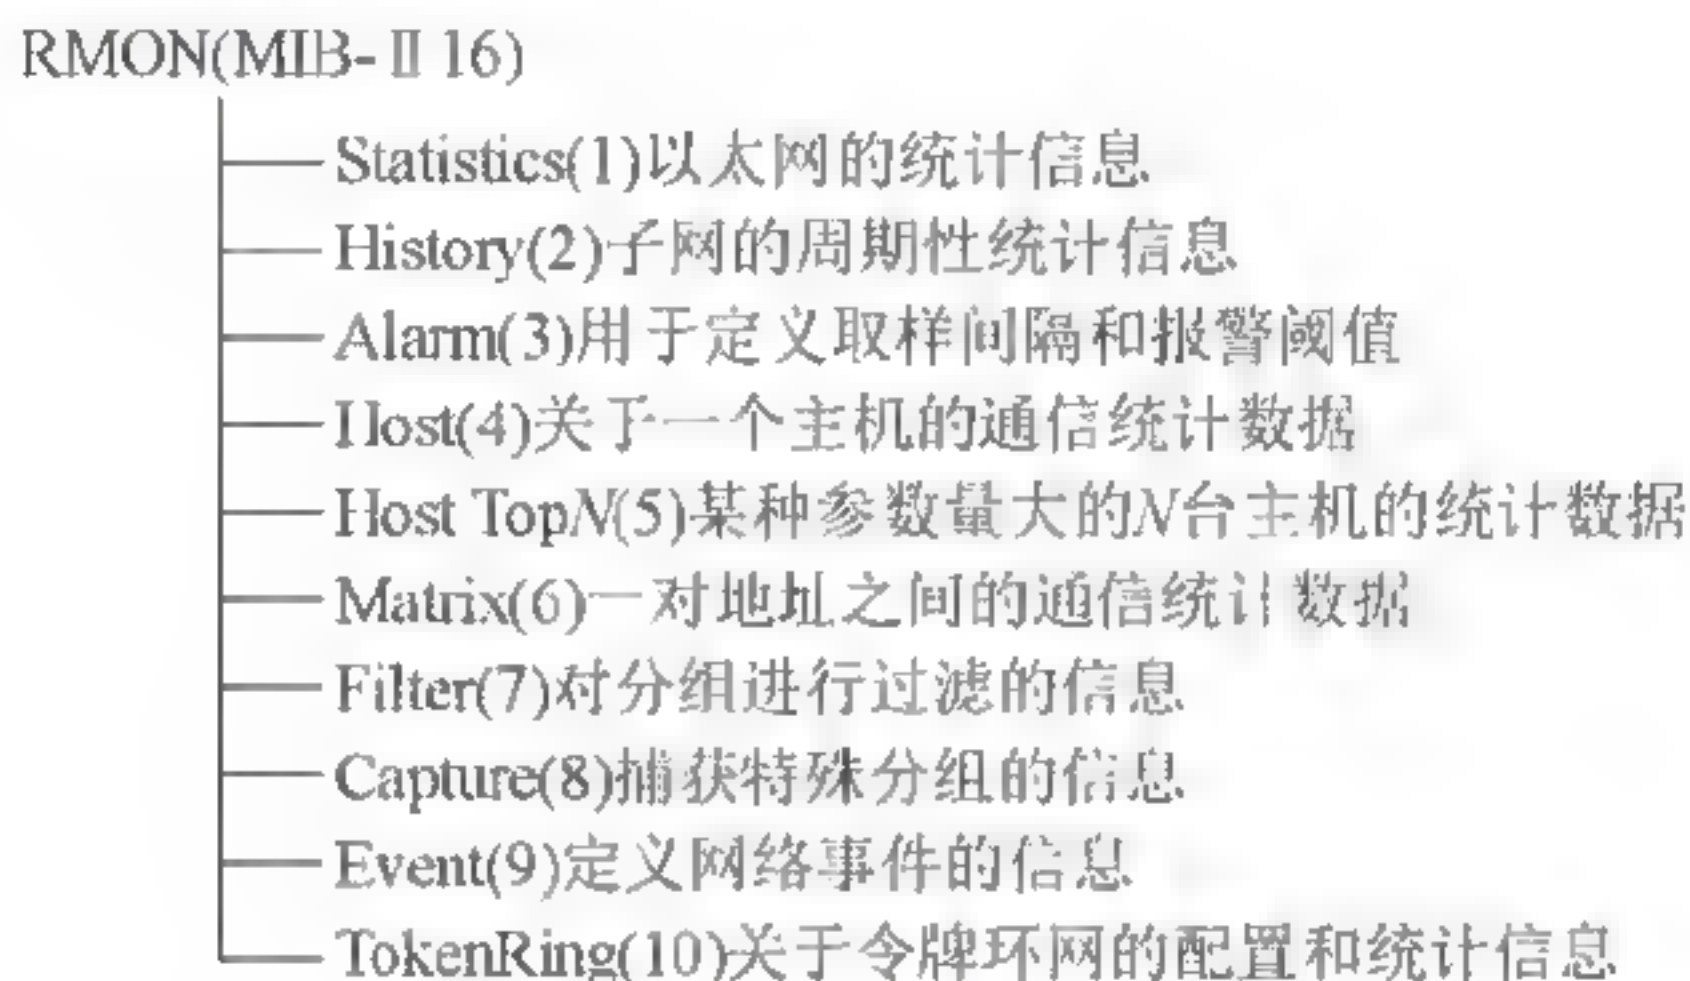 RMON(MIB-Ⅱ 16)
Statistics(1)以太网的统计信息
History(2)子网的周期性统计信息
Alarm(3)用于定义取样间隔和报警阈值
Host(4)关于一个主机的通信统计数据
Host TopN(5)某种参数量大的N台主机的统计数据
Matrix(6)一对地址之间的通信统计数据
Filter(7)对分组进行过滤的信息
Capture(8)捕获特殊分组的信息
Event(9)定义网络事件的信息
TokenRing(10)关于令牌环网的配置和统计信息